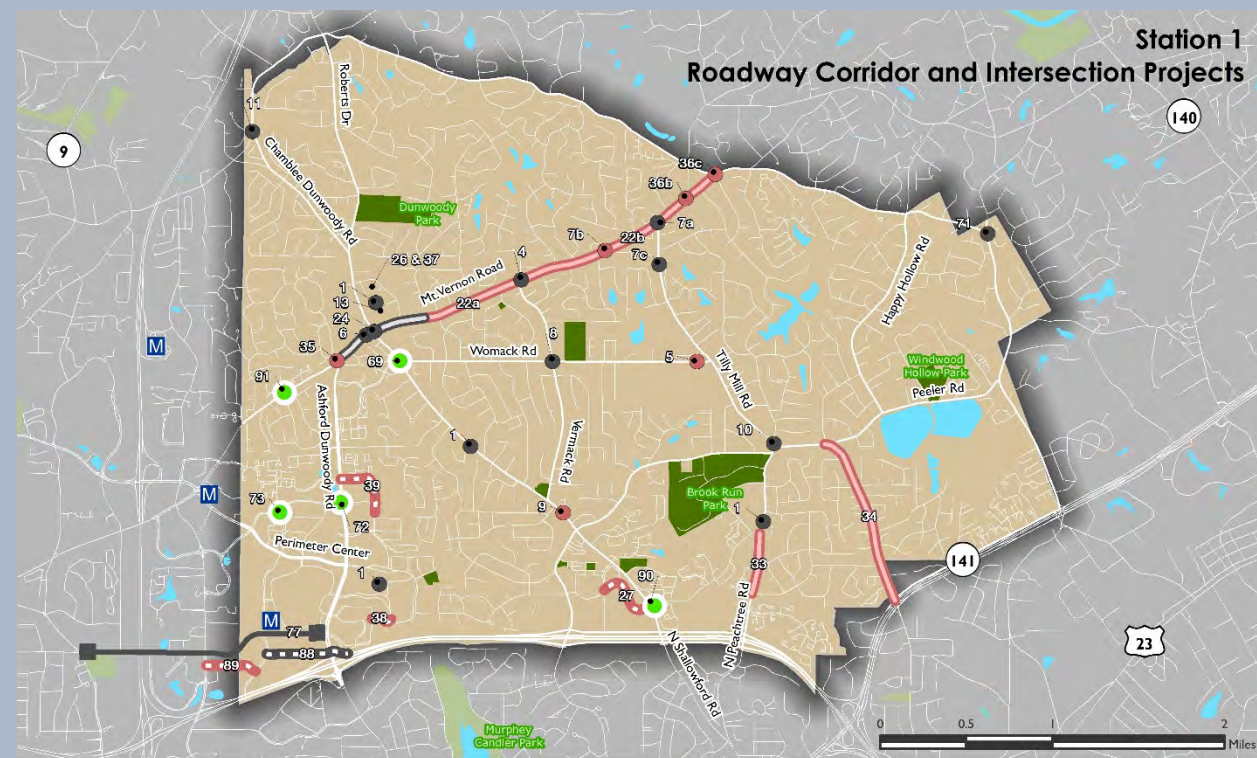 Station 1
Roadway Corridor and Intersection Projects
140
9
11
Roberts Dr
Chamblee Dunwoody Rd
Dunwoody
Park
36c
36b
7a
22b
7b
7c
71
4
Mt.Vernon Road
22a
26 & 37
1
13
24
6
35
69
91
Womack Rd
8
5
Happy Hollow Rd
Windwood
Hollow Park
Peeler Rd
M
Ashford Dunwoody Rd
Tilly Mill Rd
Vermack Rd
1
10
M
39
73
72
9
Brook Run
Park
1
34
Perimeter Center
1
33
141
90
27
38
M
77
88
89
N Peachtree Rd
N Shallowford Rd
23
Murphey
Candler Park
0 0.5 1 2
Miles